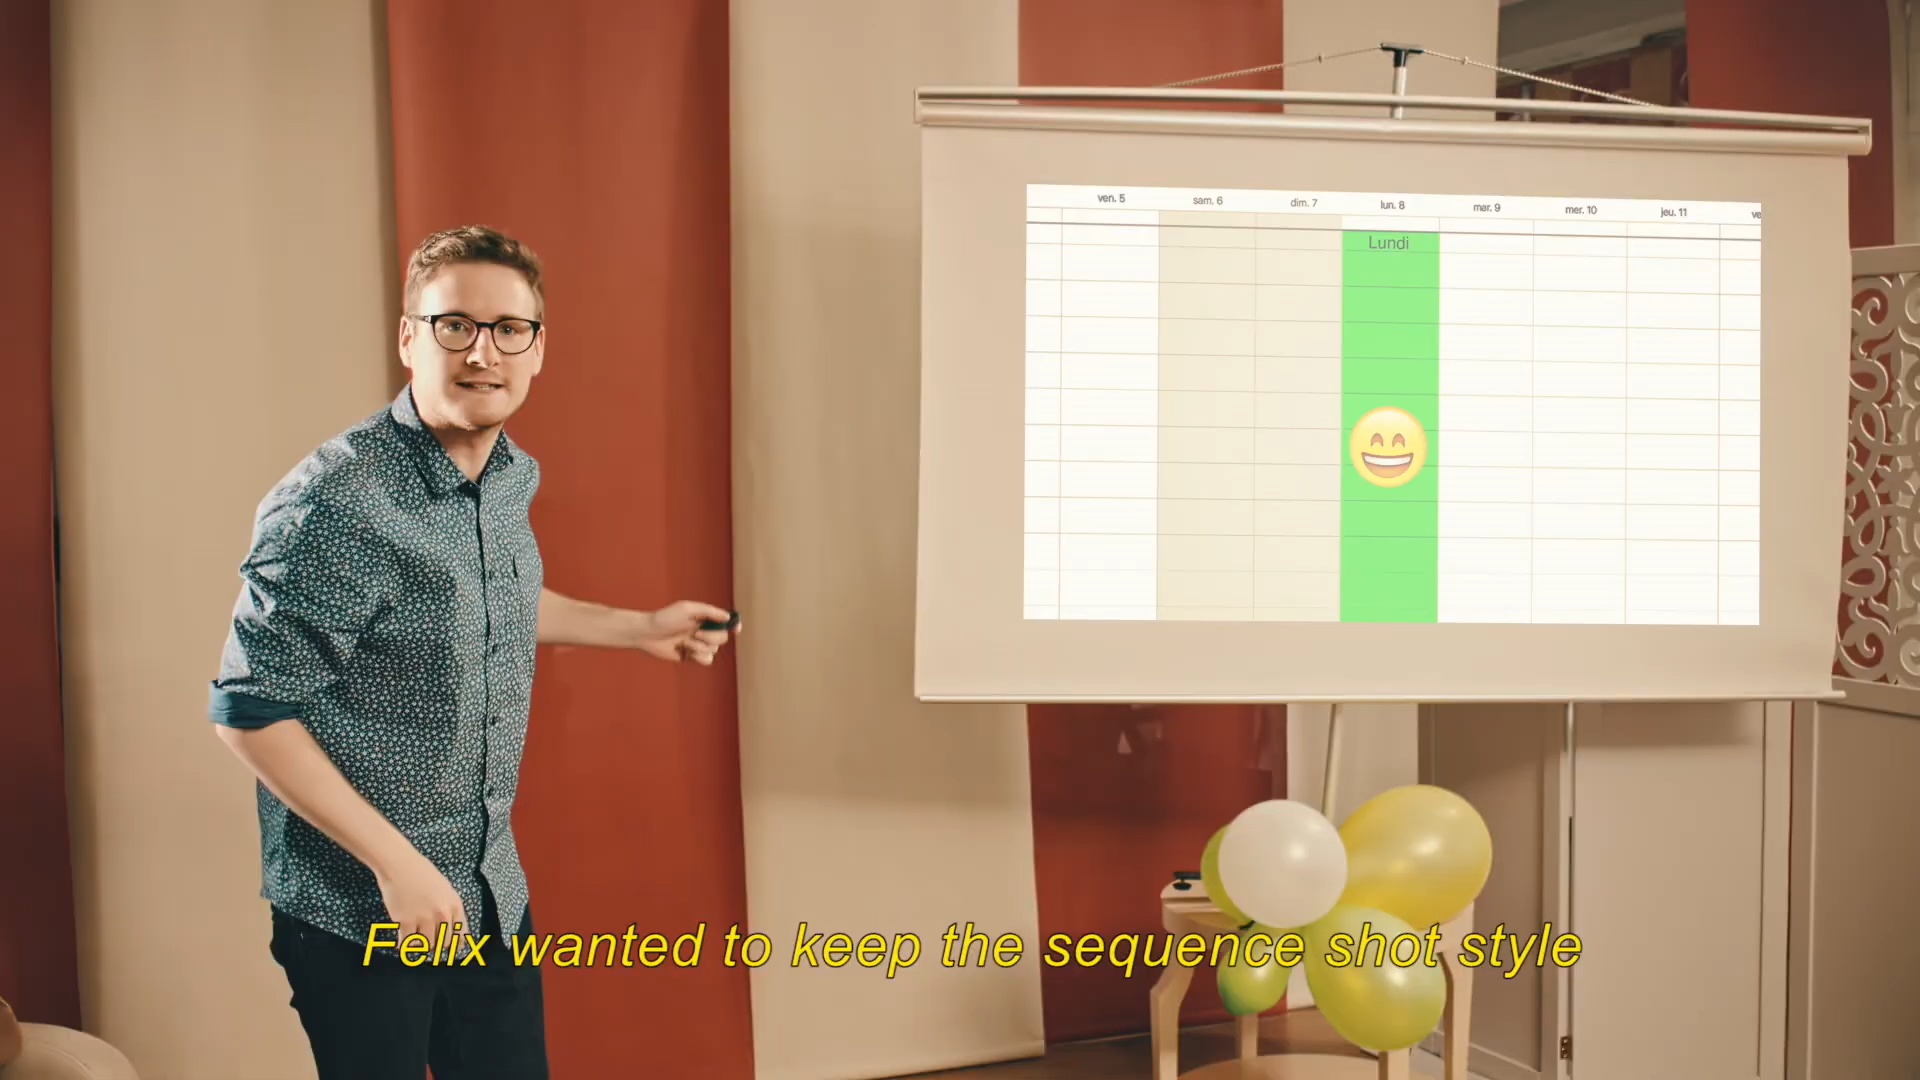 ven. 5 sam. 6 dim. 7 lun. 8 mar. 9 mer. 10 jeu. 11 ve
Lundi
Felix wanted to keep the sequence shot style